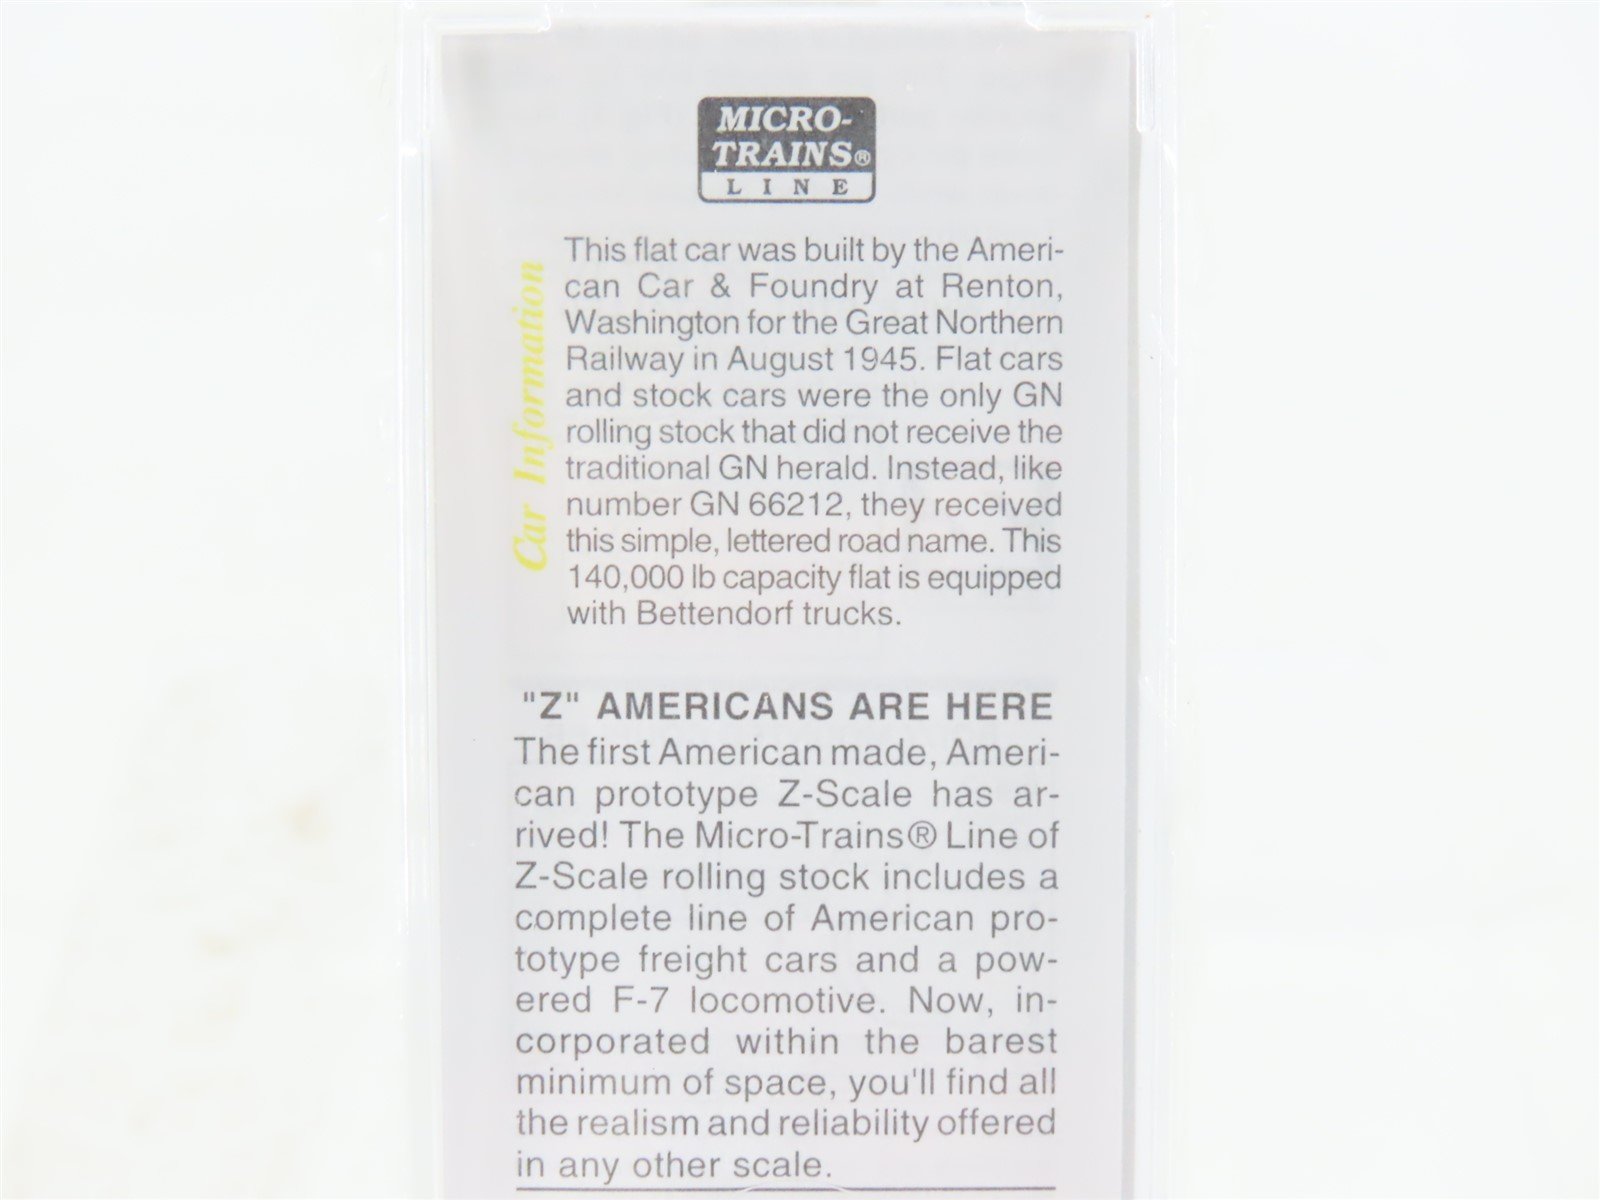 MICRO-
TRAINS®
LINE
Car Information
This flat car was built by the Ameri-
can Car & Foundry at Renton,
Washington for the Great Northern
Railway in August 1945. Flat cars
and stock cars were the only GN
rolling stock that did not receive the
traditional GN herald. Instead, like
number GN 66212, they received
this simple, lettered road name. This
140,000 lb capacity flat is equipped
with Bettendorf trucks.
"Z" AMERICANS ARE HERE
The first American made, Ameri-
can prototype Z-Scale has ar-
rived! The Micro-Trains® Line of
Z-Scale rolling stock includes a
complete line of American pro-
totype freight cars and a pow-
ered F-7 locomotive. Now, in-
corporated within the barest
minimum of space, you'll find all
the realism and reliability offered
in any other scale.